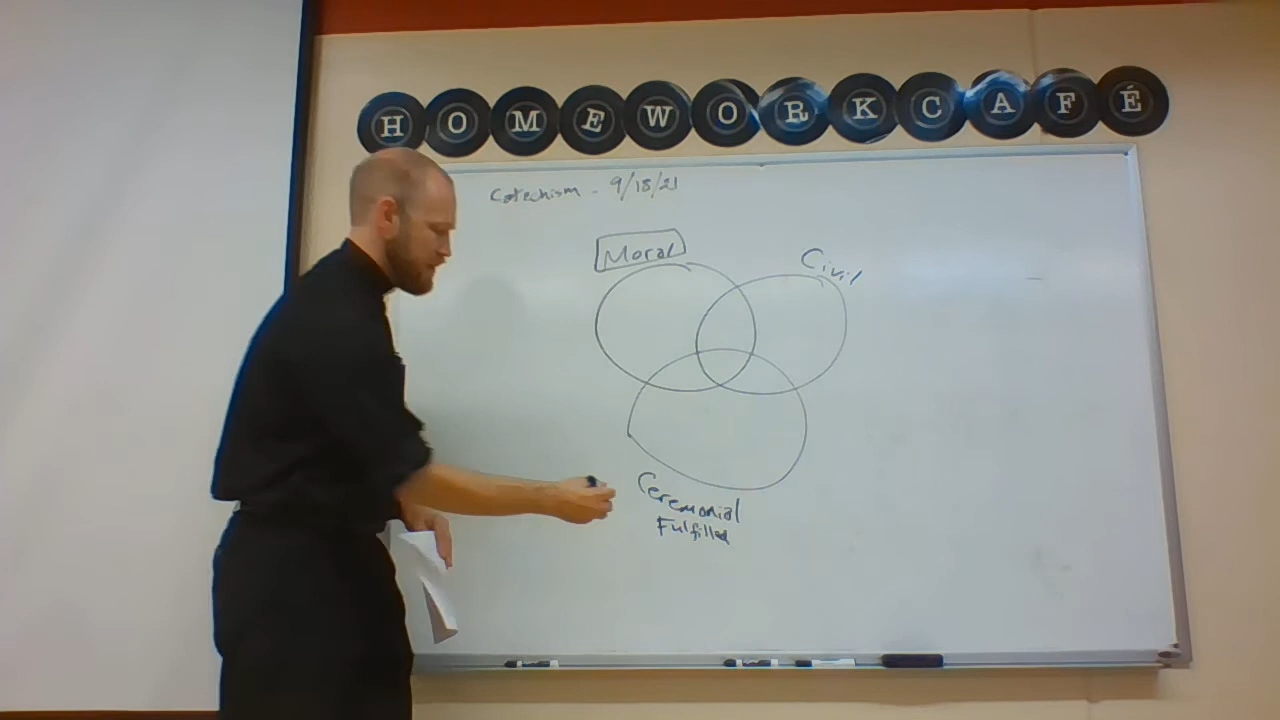 HOMEWORKCAFÉ
Catechism - 9/18/21
Moral
Civil
Ceremonial
Fulfilled